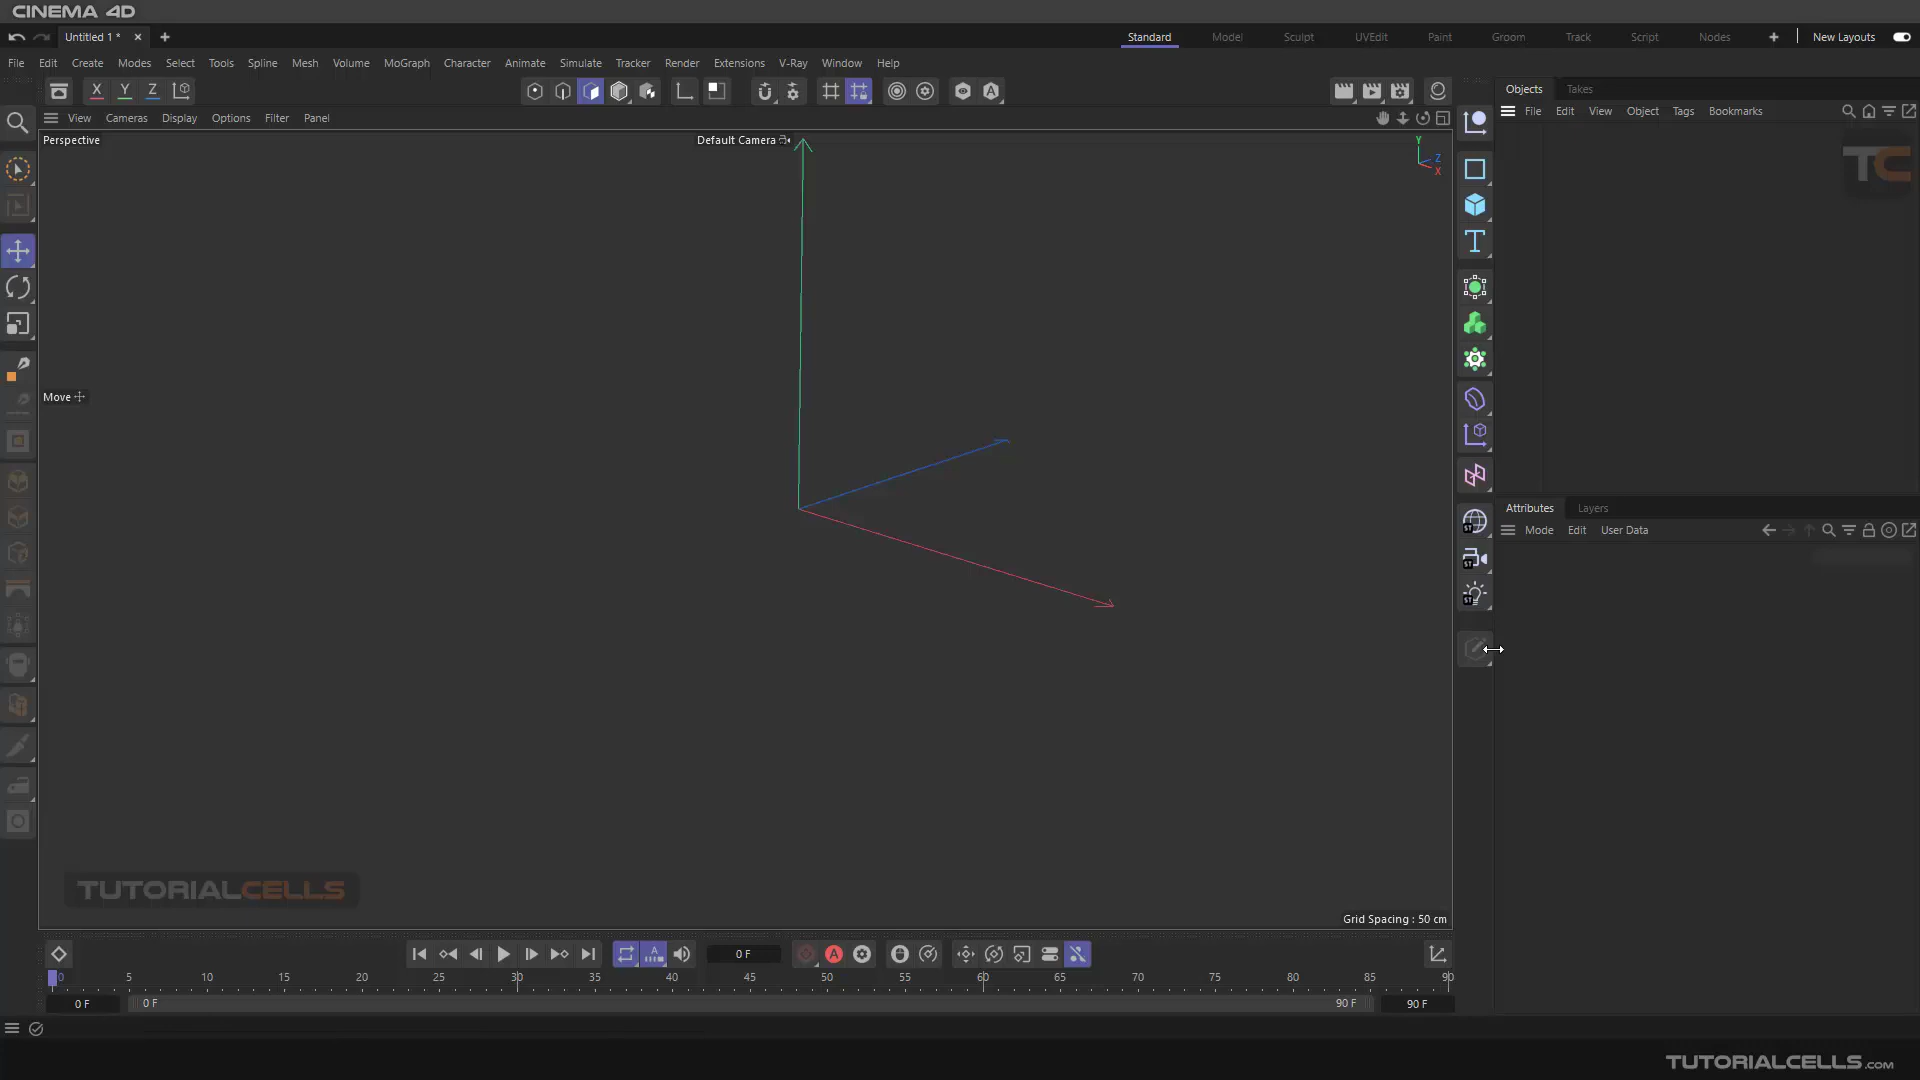 CINEMA 4D
Untitled 1 *
Standard
Model
Sculpt
UVEdit
Paint
Groom
Track
Script
Nodes
New Layouts
File Edit Create Modes Select Tools Spline Mesh Volume MoGraph Character Animate Simulate Tracker Render Extensions V-Ray Window Help
X Y Z
Objects Takes
View Cameras Display Options Filter Panel
File Edit View Object Tags Bookmarks
Perspective
Default Camera
Y
Z
X
TC
Move
Attributes Layers
Mode Edit User Data
ST
ST
ST
TUTORIALCELLS
Grid Spacing : 50 cm
0 F
0 5 10 15 20 25 30 35 40 45 50 55 60 65 70 75 80 85 90
0 F
0 F
90 F
90 F
TUTORIALCELLS.COM